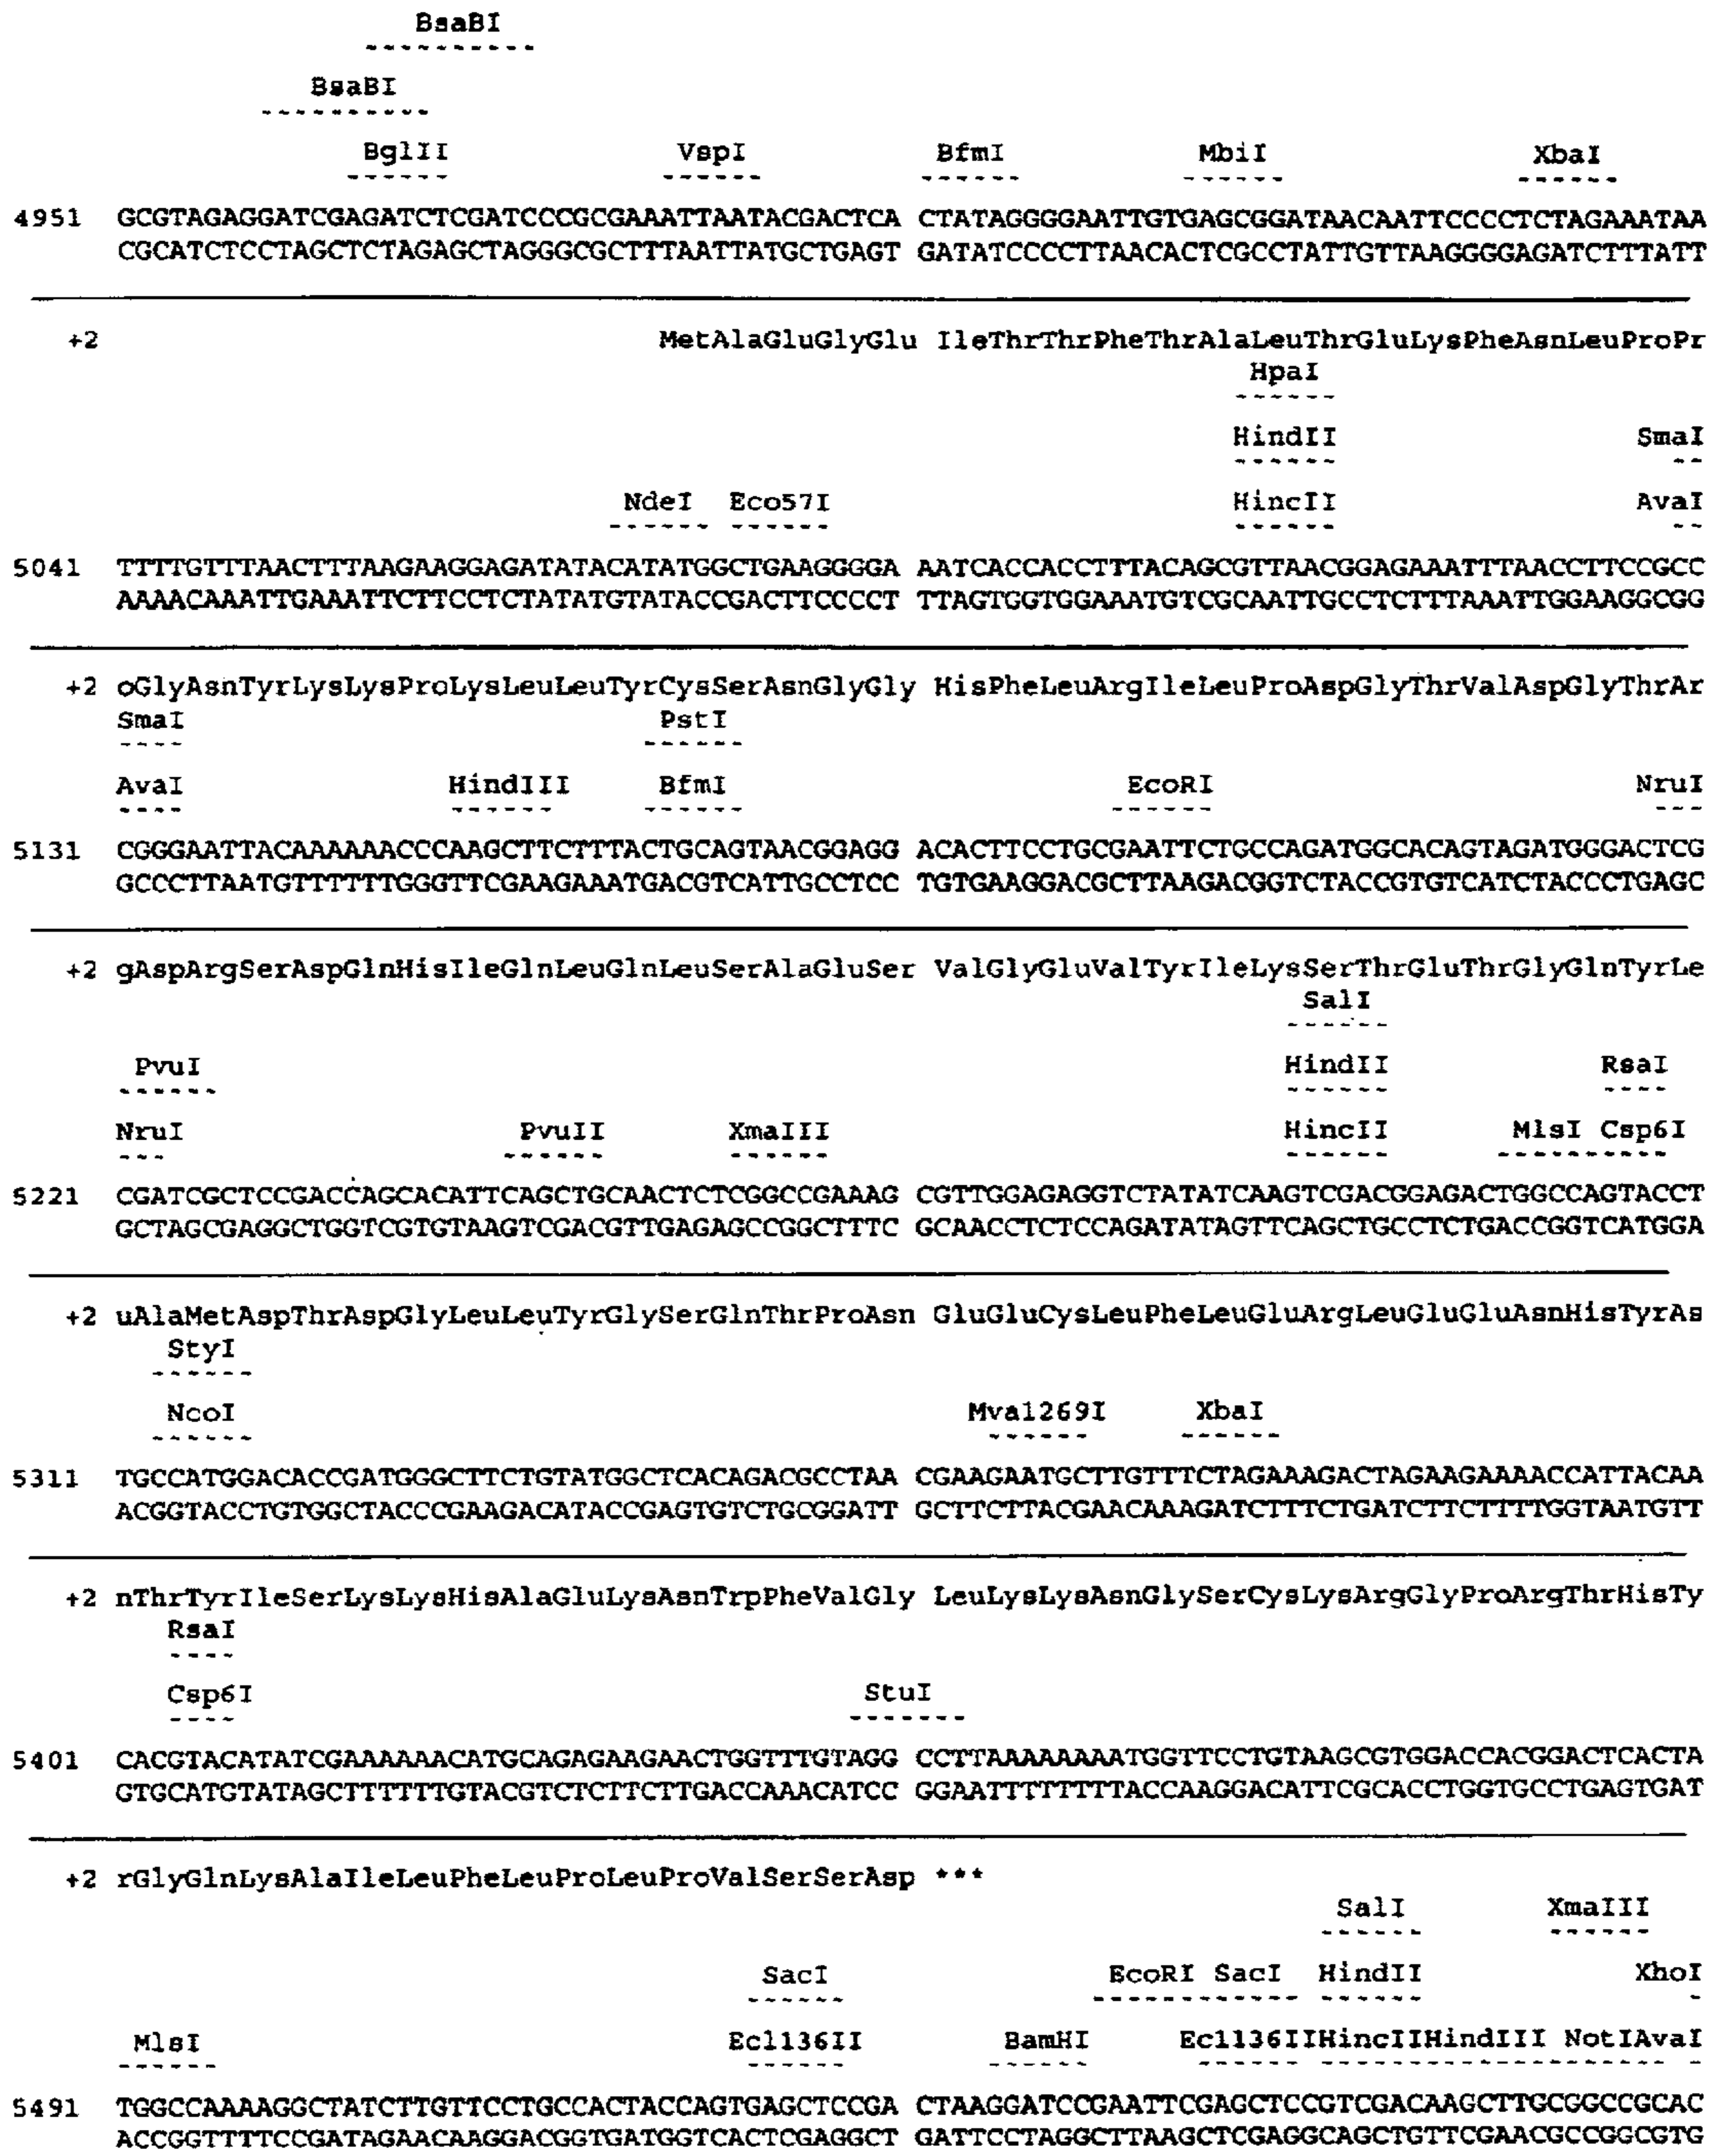 BsaBI
BsaBI
BglII VspI BfmI MbiI XbaI
4951 GCGTAGAGGATCGAGATCTCGATCCCGCGAAATTAATACGACTCA CTATAGGGGAATTGTGAGCGGATAACAATTCCCCTCTAGAAATAA
CGCATCTCCTAGCTCTAGAGCTAGGGCGCTTTAATTATGCTGAGT GATATCCCCTTAACACTCGCCTATTGTTAAGGGGAGATCTTTATT
+2 MetAlaGluGlyGlu IleThrThrPheThrAlaLeuThrGluLysPheAsnLeuProPr
HpaI
HindII SmaI
NdeI Eco57I HincII AvaI
5041 TTTTGTTTAACTTTAAGAAGGAGATATACATATGGCTGAAGGGGA AATCACCACCTTTACAGCGTTAACGGAGAAATTTAACCTTCCGCC
AAAACAAATTGAAATTCTTCCTCTATATGTATACCGACTTCCCCT TTAGTGGTGGAAATGTCGCAATTGCCTCTTTAAATTGGAAGGCGG
+2 oGlyAsnTyrLysLysProLysLeuLeuTyrCysSerAsnGlyGly HisPheLeuArgIleLeuProAspGlyThrValAspGlyThrAr
SmaI PstI
AvaI HindIII BfmI EcoRI NruI
5131 CGGGAATTACAAAAAACCCAAGCTTCTTTACTGCAGTAACGGAGG ACACTTCCTGCGAATTCTGCCAGATGGCACAGTAGATGGGACTCG
GCCCTTAATGTTTTTTGGGTTCGAAGAAATGACGTCATTGCCTCC TGTGAAGGACGCTTAAGACGGTCTACCGTGTCATCTACCCTGAGC
+2 gAspArgSerAspGlnHisIleGlnLeuGlnLeuSerAlaGluSer ValGlyGluValTyrIleLysSerThrGluThrGlyGlnTyrLe
SalI
PvuI HindII RsaI
NruI PvuII XmaIII HincII MlsI Csp6I
5221 CGATCGCTCCGACCAGCACATTCAGCTGCAACTCTCGGCCGAAAG CGTTGGAGAGGTCTATATCAAGTCGACGGAGACTGGCCAGTACCT
GCTAGCGAGGCTGGTCGTGTAAGTCGACGTTGAGAGCCGGCTTTC GCAACCTCTCCAGATATAGTTCAGCTGCCTCTGACCGGTCATGGA
+2 uAlaMetAspThrAspGlyLeuLeuTyrGlySerGlnThrProAsn GluGluCysLeuPheLeuGluArgLeuGluGluAsnHisTyrAs
StyI
NcoI Mva1269I XbaI
5311 TGCCATGGACACCGATGGGCTTCTGTATGGCTCACAGACGCCTAA CGAAGAATGCTTGTTTCTAGAAAGACTAGAAGAAAACCATTACAA
ACGGTACCTGTGGCTACCCGAAGACATACCGAGTGTCTGCGGATT GCTTCTTACGAACAAAGATCTTTCTGATCTTCTTTTGGTAATGTT
+2 nThrTyrIleSerLysLysHisAlaGluLysAsnTrpPheValGly LeuLysLysAsnGlySerCysLysArgGlyProArgThrHisTy
RsaI
Csp6I StuI
5401 CACGTACATATCGAAAAAACATGCAGAGAAGAACTGGTTTGTAGG CCTTAAAAAAAATGGTTCCTGTAAGCGTGGACCACGGACTCACTA
GTGCATGTATAGCTTTTTTGTACGTCTCTTCTTGACCAAACATCC GGAATTTTTTTTACCAAGGACATTCGCACCTGGTGCCTGAGTGAT
+2 rGlyGlnLysAlaIleLeuPheLeuProLeuProValSerSerAsp ***
SalI XmaIII
SacI EcoRI SacI HindII XhoI
MlsI Ecl136II BamHI Ecl136IIHincIIHindIII NotIAvaI
5491 TGGCCAAAAGGCTATCTTGTTCCTGCCACTACCAGTGAGCTCCGA CTAAGGATCCGAATTCGAGCTCCGTCGACAAGCTTGCGGCCGCAC
ACCGGTTTTCCGATAGAACAAGGACGGTGATGGTCACTCGAGGCT GATTCCTAGGCTTAAGCTCGAGGCAGCTGTTCGAACGCCGGCGTG